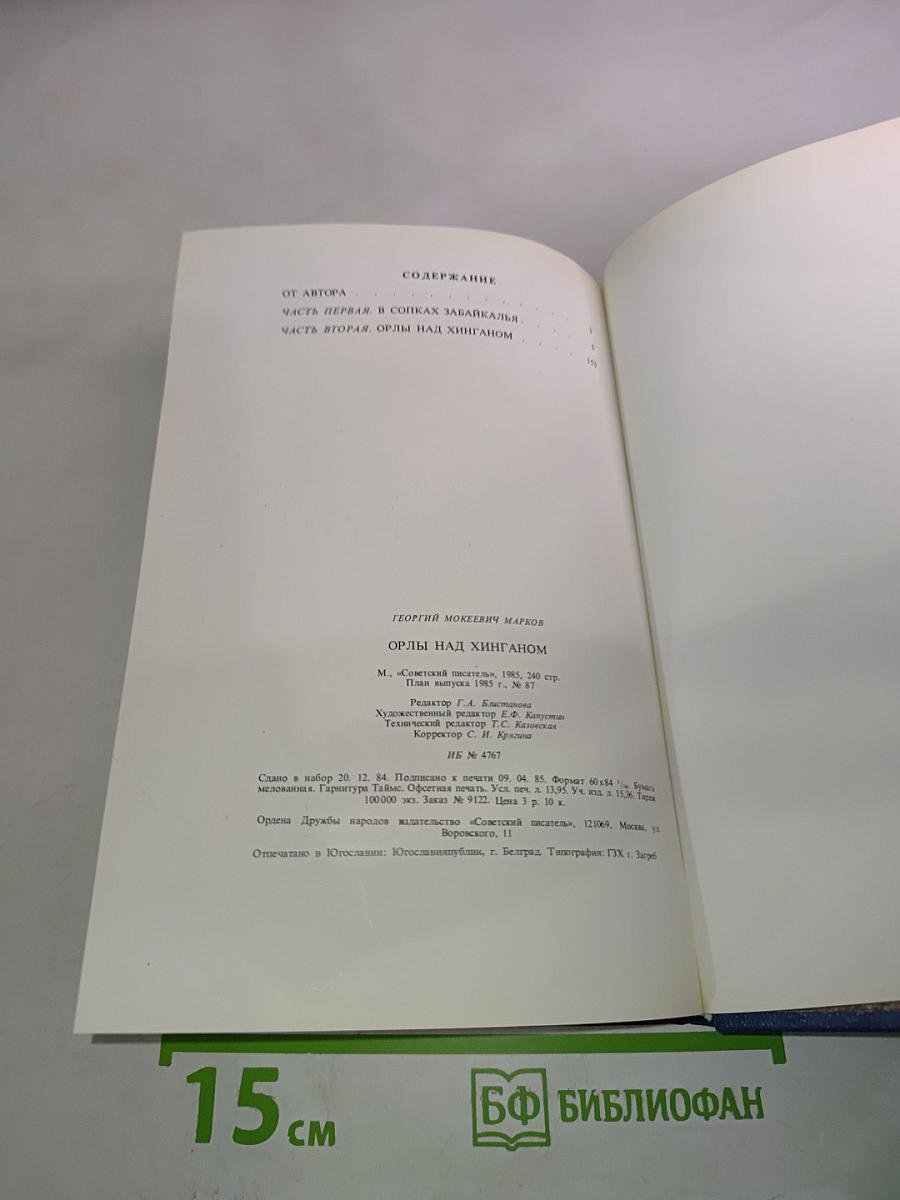 СОДЕРЖАНИЕ
ОТ АВТОРА . . . . . . . . . .
ЧАСТЬ ПЕРВАЯ. В СОПКАХ ЗАБАЙКАЛЬЯ . . . . 5
ЧАСТЬ ВТОРАЯ. ОРЛЫ НАД ХИНГАНОМ . . . .
ГЕОРГИЙ МОКЕЕВИЧ МАРКОВ
ОРЛЫ НАД ХИНГАНОМ
М., «Советский писатель», 1985, 240 стр.
План выпуска 1985 г., № 87
Редактор Г.А. Блистанова
Художественный редактор Е.Ф. Капустин
Технический редактор Т.С. Казовская
Корректор С. И. Крягина
ИБ № 4767
Сдано в набор 20. 12. 84. Подписано к печати 09. 04. 85. Формат 60х84 1/16. Бумага
мелованная. Гарнитура Таймс. Офсетная печать. Усл. печ. л. 13,95. Уч. изд. л. 15,36. Тираж
100 000 экз. Заказ № 9122. Цена 3 р. 10 к.
Ордена Дружбы народов издательство «Советский писатель», 121069, Москва, ул.
Воровского, 11
Отпечатано в Югославии: Югославияпублик, г. Белград. Типография: ГЗХ г. Загреб
15 см
БФ БИБЛИОФАН